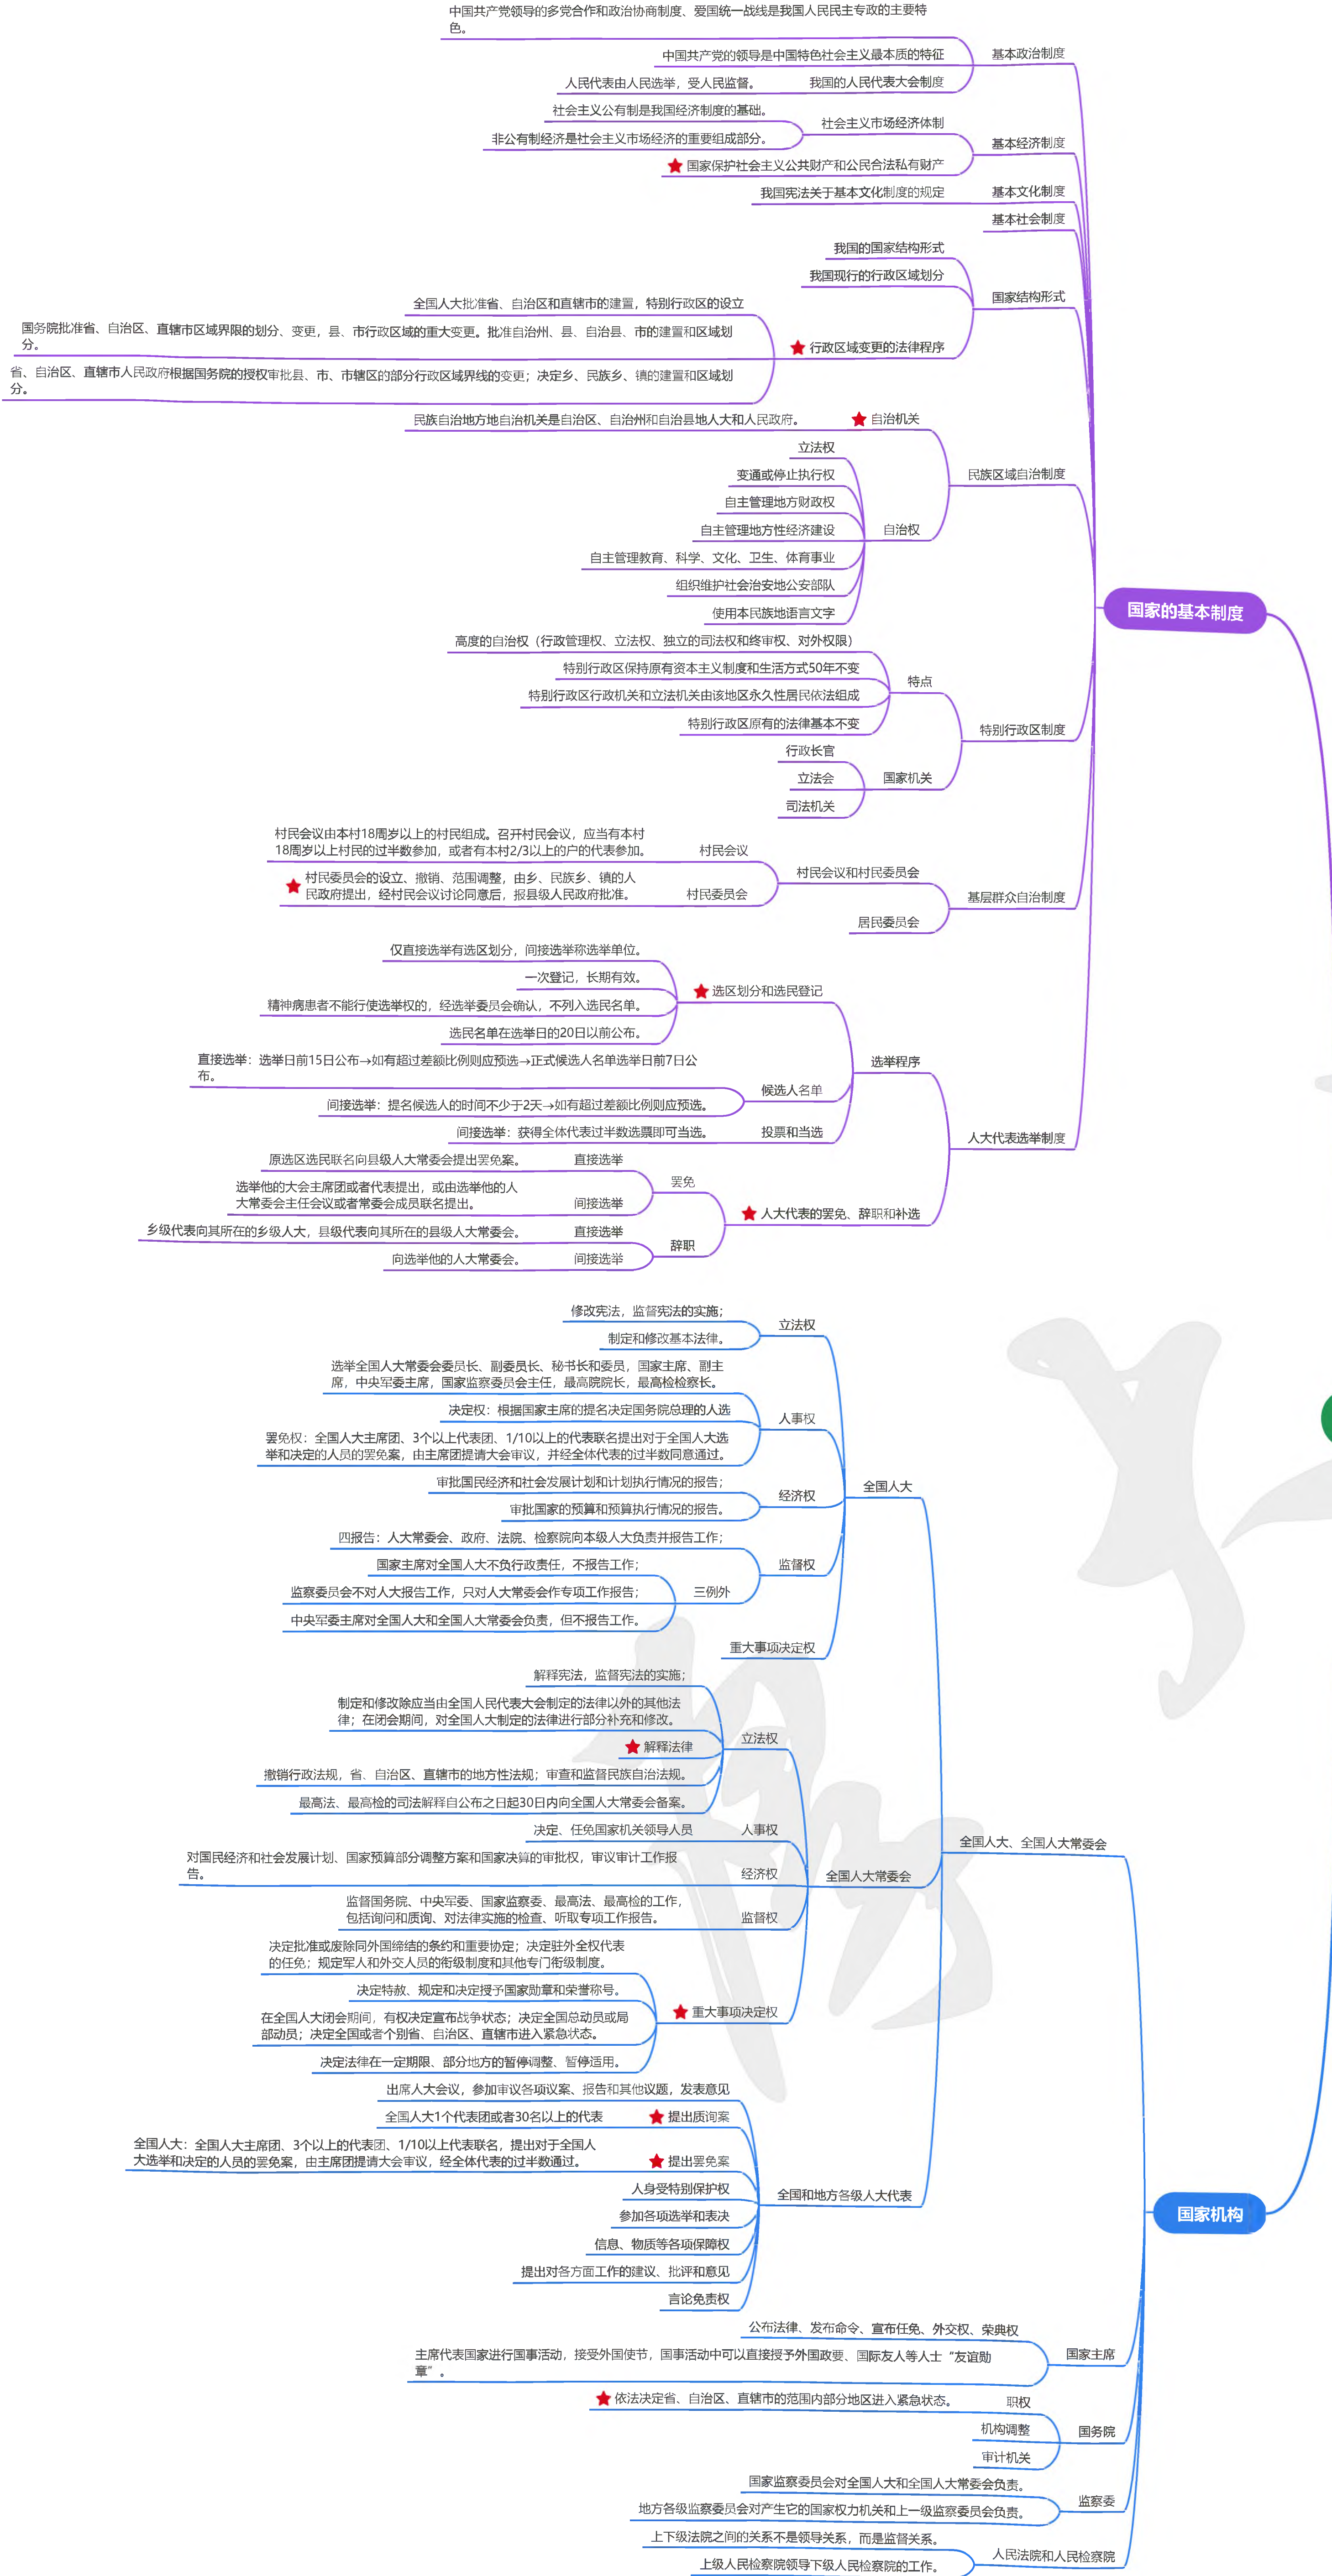 中国共产党领导的多党合作和政治协商制度、爱国统一战线是我国人民民主专政的主要特
色。
中国共产党的领导是中国特色社会主义最本质的特征
基本政治制度
人民代表由人民选举，受人民监督。
我国的人民代表大会制度
社会主义公有制是我国经济制度的基础。
社会主义市场经济体制
非公有制经济是社会主义市场经济的重要组成部分。
基本经济制度
国家保护社会主义公共财产和公民合法私有财产
我国宪法关于基本文化制度的规定
基本文化制度
基本社会制度
我国的国家结构形式
我国现行的行政区域划分
国家结构形式
全国人大批准省、自治区和直辖市的建置，特别行政区的设立
国务院批准省、自治区、直辖市区域界限的划分、变更，县、市行政区域的重大变更。批准自治州、县、自治县、市的建置和区域划
分。
行政区域变更的法律程序
省、自治区、直辖市人民政府根据国务院的授权审批县、市、市辖区的部分行政区域界线的变更；决定乡、民族乡、镇的建置和区域划
分。
民族自治地方地自治机关是自治区、自治州和自治县地人大和人民政府。
自治机关
立法权
变通或停止执行权
民族区域自治制度
自主管理地方财政权
自主管理地方性经济建设
自治权
自主管理教育、科学、文化、卫生、体育事业
组织维护社会治安地公安部队
使用本民族地语言文字
国家的基本制度
高度的自治权（行政管理权、立法权、独立的司法权和终审权、对外权限）
特别行政区保持原有资本主义制度和生活方式50年不变
特点
特别行政区行政机关和立法机关由该地区永久性居民依法组成
特别行政区原有的法律基本不变
特别行政区制度
行政长官
立法会
国家机关
司法机关
村民会议由本村18周岁以上的村民组成。召开村民会议，应当有本村
18周岁以上村民的过半数参加，或者有本村2/3以上的户的代表参加。
村民会议
村民会议和村民委员会
村民委员会的设立、撤销、范围调整，由乡、民族乡、镇的人
民政府提出，经村民会议讨论同意后，报县级人民政府批准。
村民委员会
基层群众自治制度
居民委员会
仅直接选举有选区划分，间接选举称选举单位。
一次登记，长期有效。
选区划分和选民登记
精神病患者不能行使选举权的，经选举委员会确认，不列入选民名单。
选民名单在选举日的20日以前公布。
选举程序
直接选举：选举日前15日公布→如有超过差额比例则应预选→正式候选人名单选举日前7日公
布。
候选人名单
间接选举：提名候选人的时间不少于2天→如有超过差额比例则应预选。
间接选举：获得全体代表过半数选票即可当选。
投票和当选
人大代表选举制度
原选区选民联名向县级人大常委会提出罢免案。
直接选举
罢免
选举他的大会主席团或者代表提出，或由选举他的人
大常委会主任会议或者常委会成员联名提出。
间接选举
人大代表的罢免、辞职和补选
乡级代表向其所在的乡级人大，县级代表向其所在的县级人大常委会。
直接选举
辞职
向选举他的人大常委会。
间接选举
修改宪法，监督宪法的实施；
立法权
制定和修改基本法律。
选举全国人大常委会委员长、副委员长、秘书长和委员，国家主席、副主
席，中央军委主席，国家监察委员会主任，最高院院长，最高检检察长。
决定权：根据国家主席的提名决定国务院总理的人选
人事权
罢免权：全国人大主席团、3个以上代表团、1/10以上的代表联名提出对于全国人大选
举和决定的人员的罢免案，由主席团提请大会审议，并经全体代表的过半数同意通过。
审批国民经济和社会发展计划和计划执行情况的报告；
经济权
全国人大
审批国家的预算和预算执行情况的报告。
四报告：人大常委会、政府、法院、检察院向本级人大负责并报告工作；
国家主席对全国人大不负行政责任，不报告工作；
监督权
监察委员会不对人大报告工作，只对人大常委会作专项工作报告；
三例外
中央军委主席对全国人大和全国人大常委会负责，但不报告工作。
重大事项决定权
解释宪法，监督宪法的实施；
制定和修改除应当由全国人民代表大会制定的法律以外的其他法
律；在闭会期间，对全国人大制定的法律进行部分补充和修改。
立法权
解释法律
撤销行政法规，省、自治区、直辖市的地方性法规；审查和监督民族自治法规。
最高法、最高检的司法解释自公布之日起30日内向全国人大常委会备案。
决定、任免国家机关领导人员
人事权
全国人大、全国人大常委会
对国民经济和社会发展计划、国家预算部分调整方案和国家决算的审批权，审议审计工作报
告。
经济权
全国人大常委会
监督国务院、中央军委、国家监察委、最高法、最高检的工作，
包括询问和质询、对法律实施的检查、听取专项工作报告。
监督权
决定批准或废除同外国缔结的条约和重要协定；决定驻外全权代表
的任免；规定军人和外交人员的衔级制度和其他专门衔级制度。
决定特赦、规定和决定授予国家勋章和荣誉称号。
重大事项决定权
在全国人大闭会期间，有权决定宣布战争状态；决定全国总动员或局
部动员；决定全国或者个别省、自治区、直辖市进入紧急状态。
决定法律在一定期限、部分地方的暂停调整、暂停适用。
出席人大会议，参加审议各项议案、报告和其他议题，发表意见
全国人大1个代表团或者30名以上的代表
提出质询案
全国人大：全国人大主席团、3个以上的代表团、1/10以上代表联名，提出对于全国人
大选举和决定的人员的罢免案，由主席团提请大会审议，经全体代表的过半数通过。
提出罢免案
人身受特别保护权
全国和地方各级人大代表
参加各项选举和表决
国家机构
信息、物质等各项保障权
提出对各方面工作的建议、批评和意见
言论免责权
公布法律、发布命令、宣布任免、外交权、荣典权
国家主席
主席代表国家进行国事活动，接受外国使节，国事活动中可以直接授予外国政要、国际友人等人士“友谊勋
章”。
依法决定省、自治区、直辖市的范围内部分地区进入紧急状态。
职权
机构调整
国务院
审计机关
国家监察委员会对全国人大和全国人大常委会负责。
监察委
地方各级监察委员会对产生它的国家权力机关和上一级监察委员会负责。
上下级法院之间的关系不是领导关系，而是监督关系。
人民法院和人民检察院
上级人民检察院领导下级人民检察院的工作。